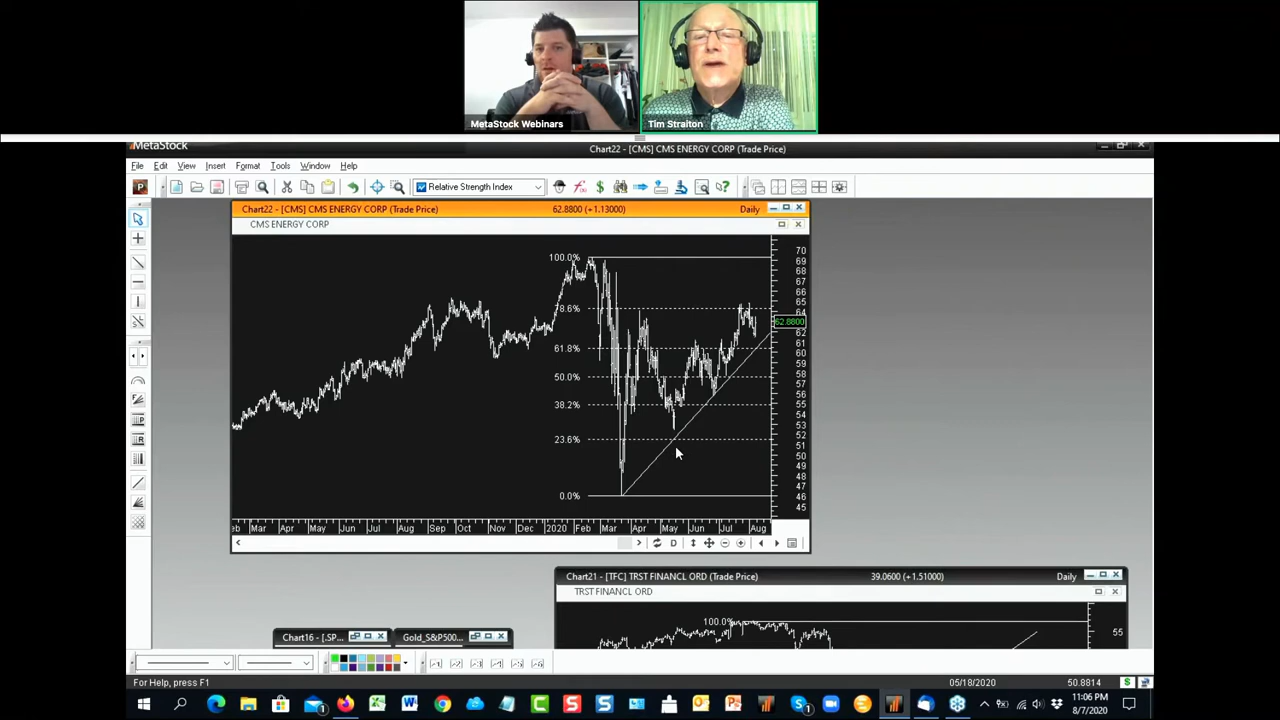 MetaStock Webinars
Tim Straiton
MetaStock
Chart22 - [CMS] CMS ENERGY CORP (Trade Price)
File Edit View Insert Format Tools Window Help
Relative Strength Index
Chart22 - [CMS] CMS ENERGY CORP (Trade Price) 62.8800 (+1.13000) Daily
CMS ENERGY CORP
100.0%
78.6%
61.8%
50.0%
38.2%
23.6%
0.0%
70
69
68
67
66
65
64
62.8800
62
61
60
59
58
57
56
55
54
53
52
51
50
49
48
47
46
45
eb Mar Apr May Jun Jul Aug Sep Oct Nov Dec 2020 Feb Mar Apr May Jun Jul Aug
D
Chart21 - [TFC] TRST FINANCL ORD (Trade Price) 39.0600 (+1.51000) Daily
TRST FINANCL ORD
100.0%
55
Chart16 - [.SP... Gold_S&P500...
For Help, press F1
05/18/2020 50.8814
11:06 PM
8/7/2020